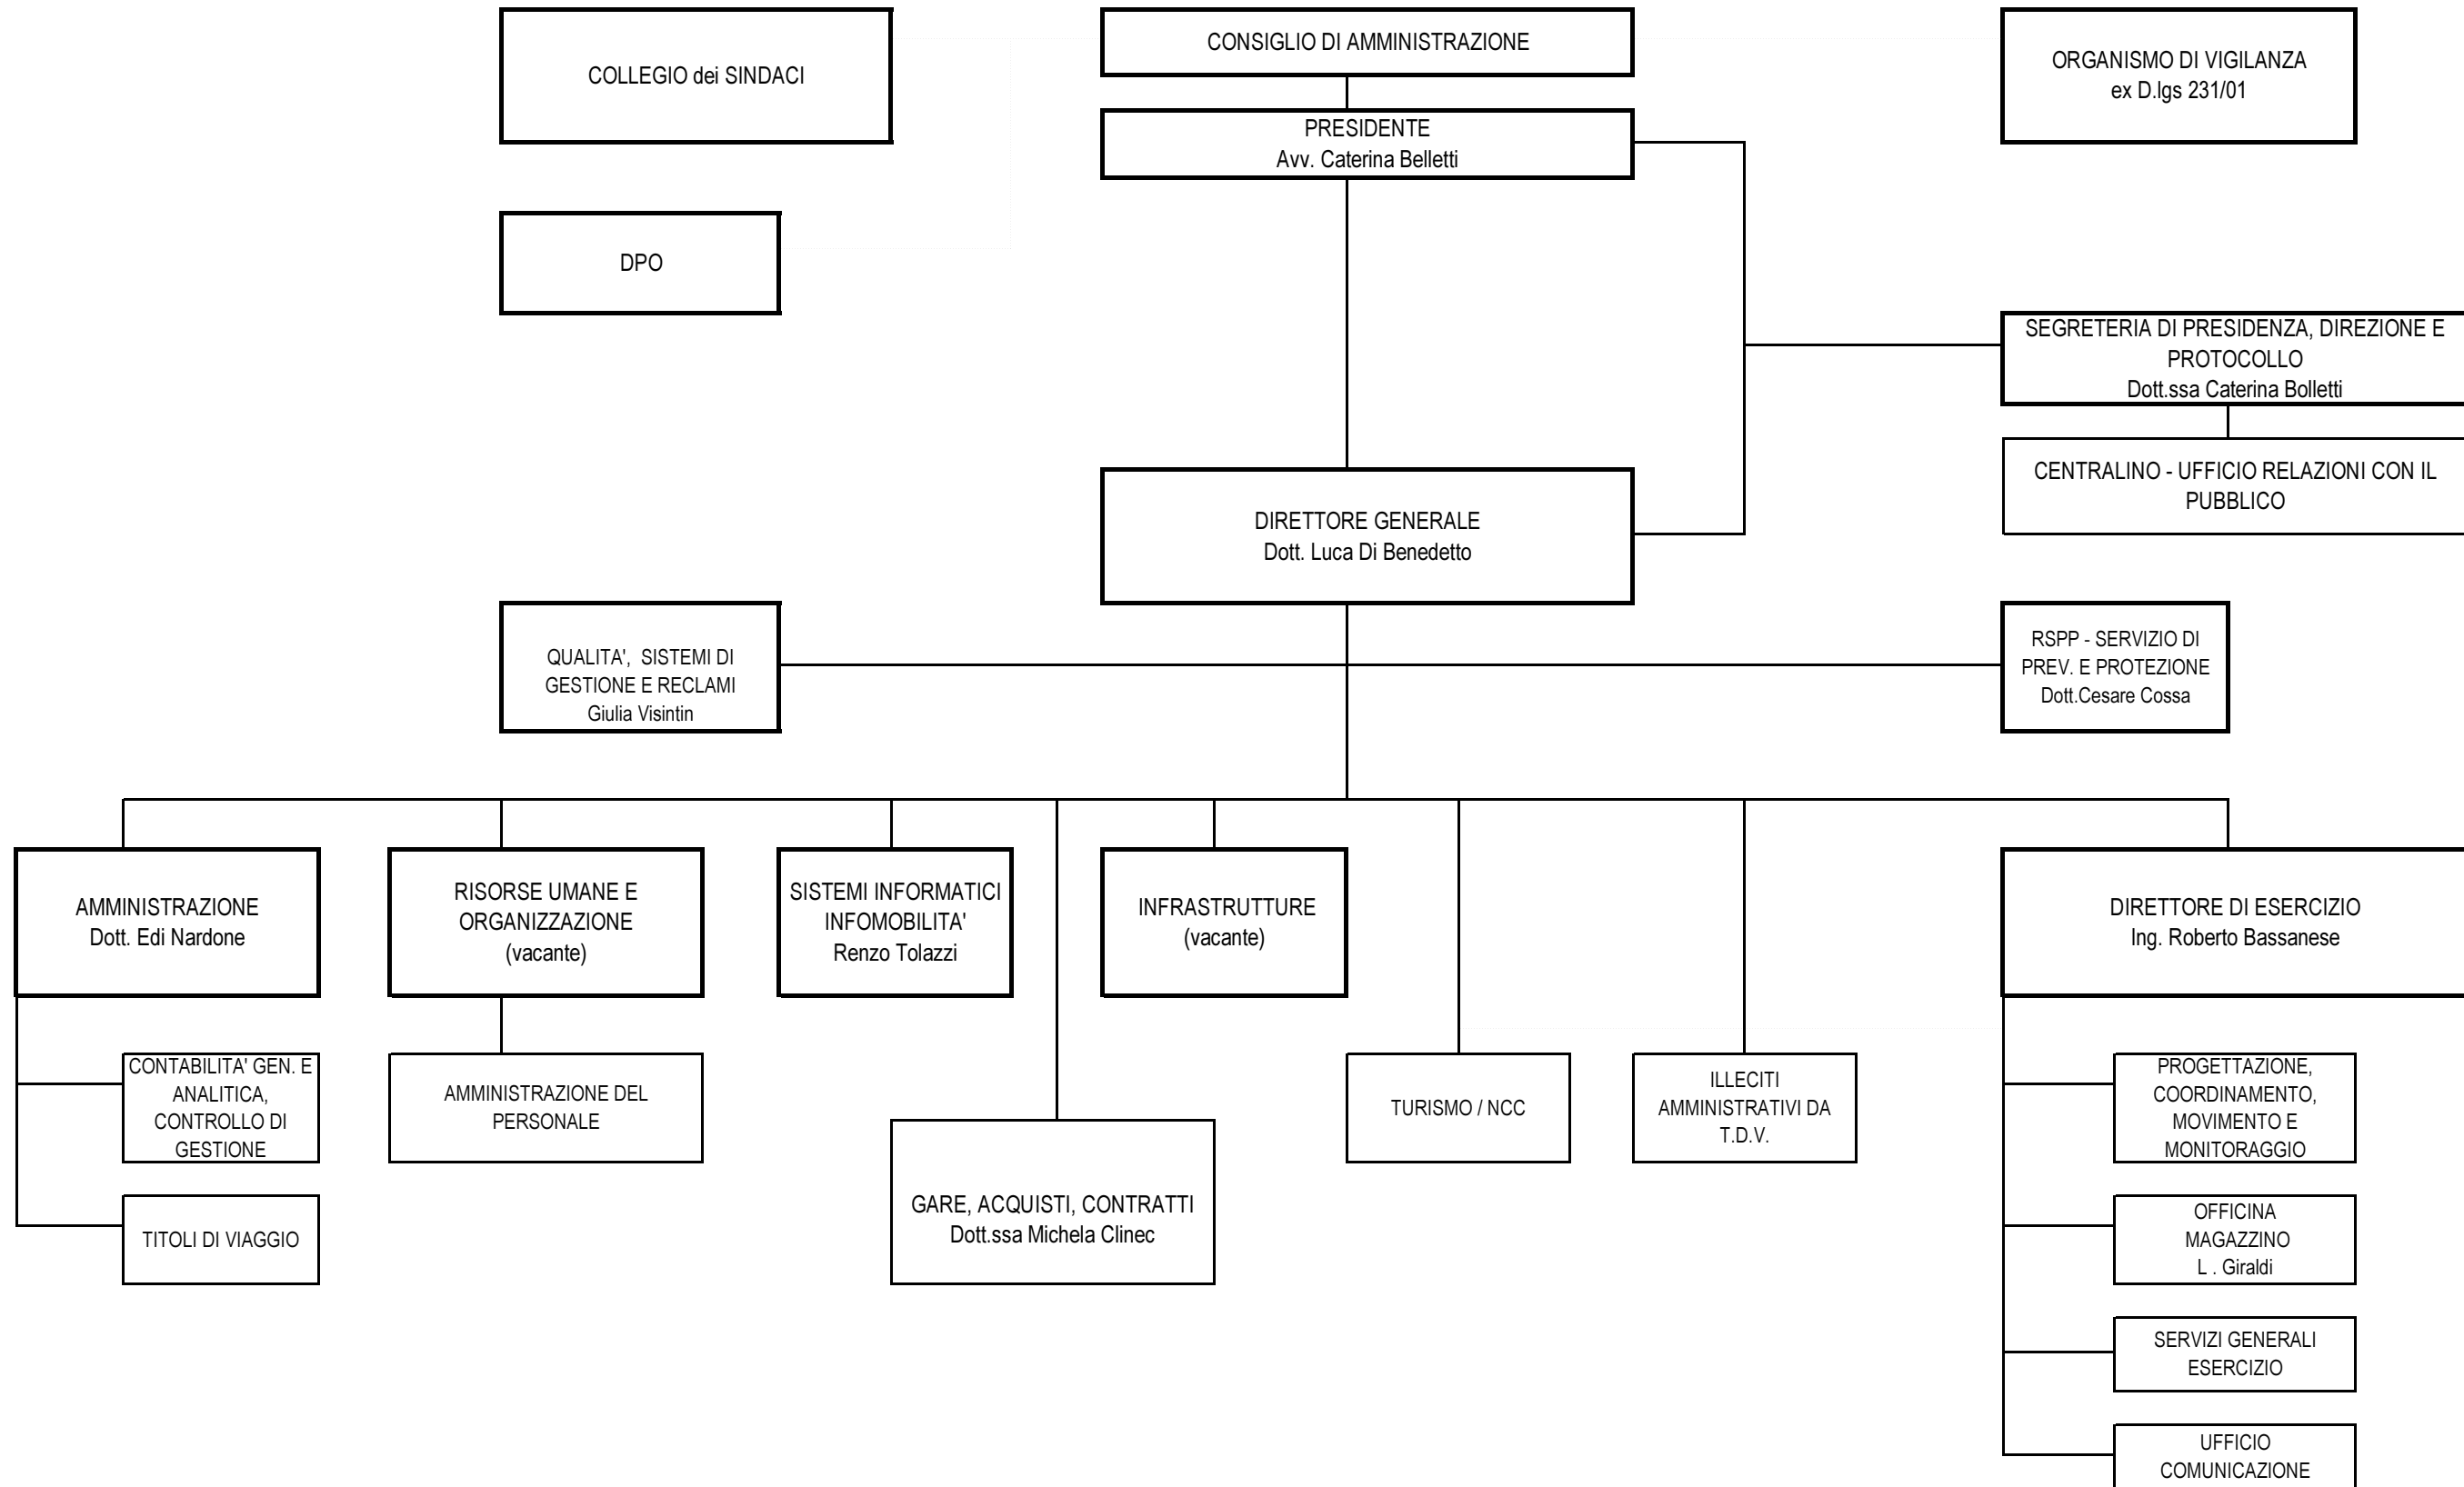 COLLEGIO dei SINDACI
CONSIGLIO DI AMMINISTRAZIONE
ORGANISMO DI VIGILANZA
ex D.lgs 231/01
PRESIDENTE
Avv. Caterina Belletti
DPO
SEGRETERIA DI PRESIDENZA, DIREZIONE E
PROTOCOLLO
Dott.ssa Caterina Bolletti
CENTRALINO - UFFICIO RELAZIONI CON IL
PUBBLICO
DIRETTORE GENERALE
Dott. Luca Di Benedetto
QUALITA', SISTEMI DI
GESTIONE E RECLAMI
Giulia Visintin
RSPP - SERVIZIO DI
PREV. E PROTEZIONE
Dott.Cesare Cossa
AMMINISTRAZIONE
Dott. Edi Nardone
RISORSE UMANE E
ORGANIZZAZIONE
(vacante)
SISTEMI INFORMATICI
INFOMOBILITA'
Renzo Tolazzi
INFRASTRUTTURE
(vacante)
DIRETTORE DI ESERCIZIO
Ing. Roberto Bassanese
CONTABILITA' GEN. E
ANALITICA,
CONTROLLO DI
GESTIONE
AMMINISTRAZIONE DEL
PERSONALE
GARE, ACQUISTI, CONTRATTI
Dott.ssa Michela Clinec
TURISMO / NCC
ILLECITI
AMMINISTRATIVI DA
T.D.V.
PROGETTAZIONE,
COORDINAMENTO,
MOVIMENTO E
MONITORAGGIO
TITOLI DI VIAGGIO
OFFICINA
MAGAZZINO
L . Giraldi
SERVIZI GENERALI
ESERCIZIO
UFFICIO
COMUNICAZIONE